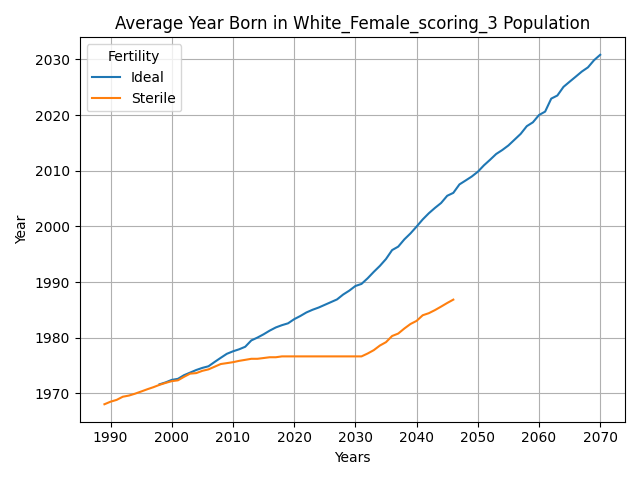 Average Year Born in White_Female_scoring_3 Population
Fertility
Ideal
Sterile
Year
2030
2020
2010
2000
1990
1980
1970
1990 2000 2010 2020 2030 2040 2050 2060 2070
Years